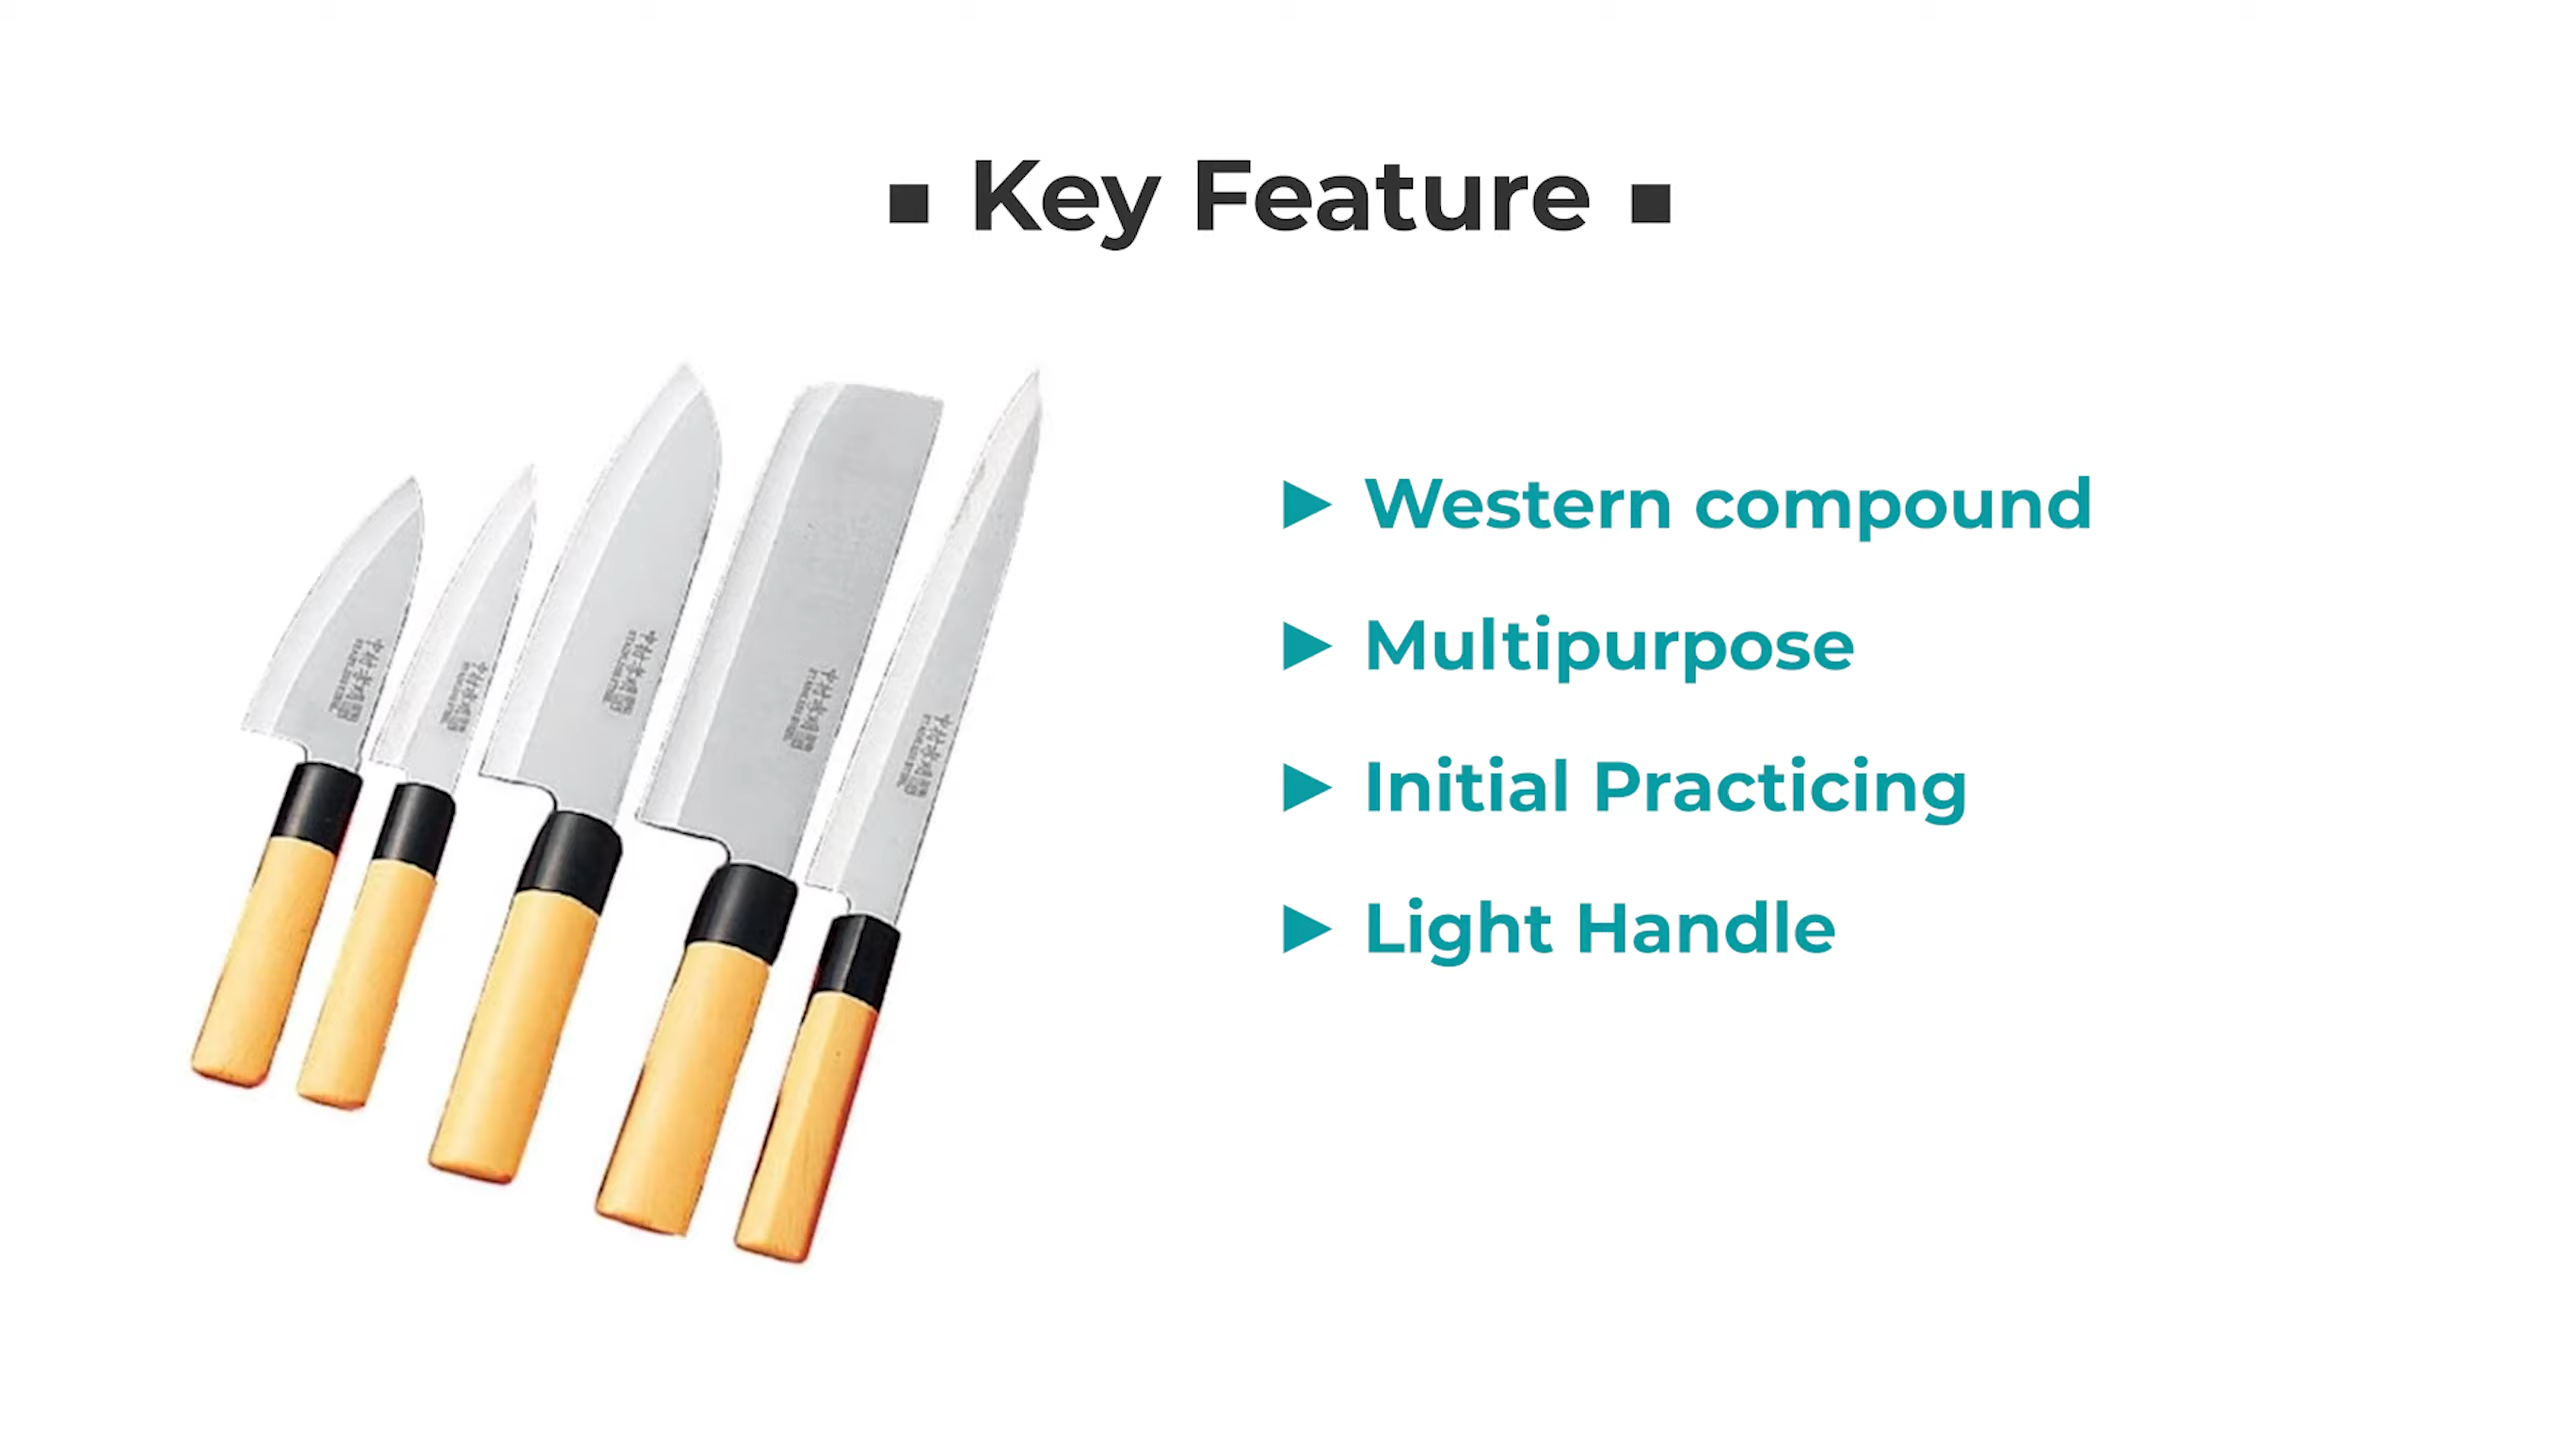 ▪ Key Feature ▪
► Western compound
► Multipurpose
► Initial Practicing
► Light Handle